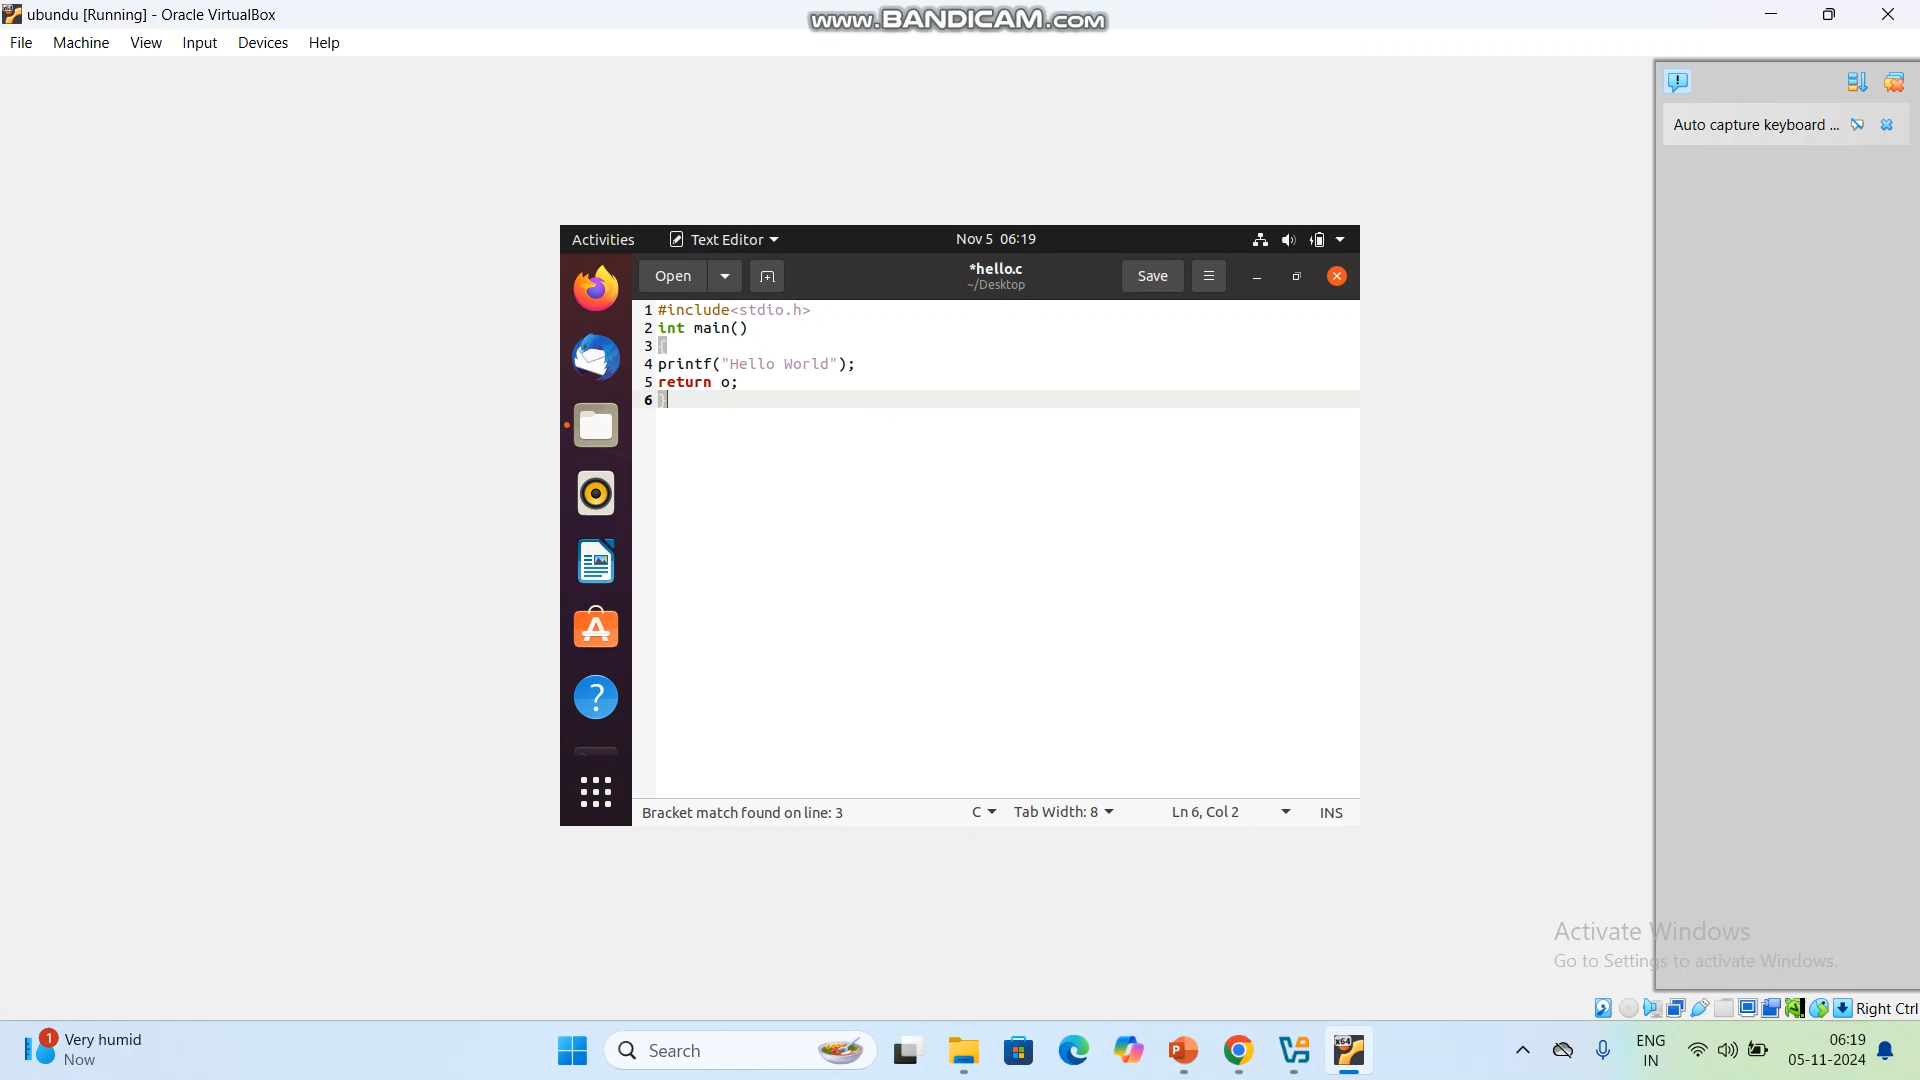 ubundu [Running] - Oracle VirtualBox
www.BANDICAM.com
File Machine View Input Devices Help
Auto capture keyboard ...
Activities Text Editor Nov 5 06:19
Open *hello.c Save
~/Desktop
1 #include<stdio.h>
2 int main()
3 {
4 printf("Hello World");
5 return o;
6 }
Bracket match found on line: 3 C Tab Width: 8 Ln 6, Col 2 INS
Activate Windows
Go to Settings to activate Windows.
Right Ctrl
1 Very humid
Now
Search
ENG
IN
06:19
05-11-2024